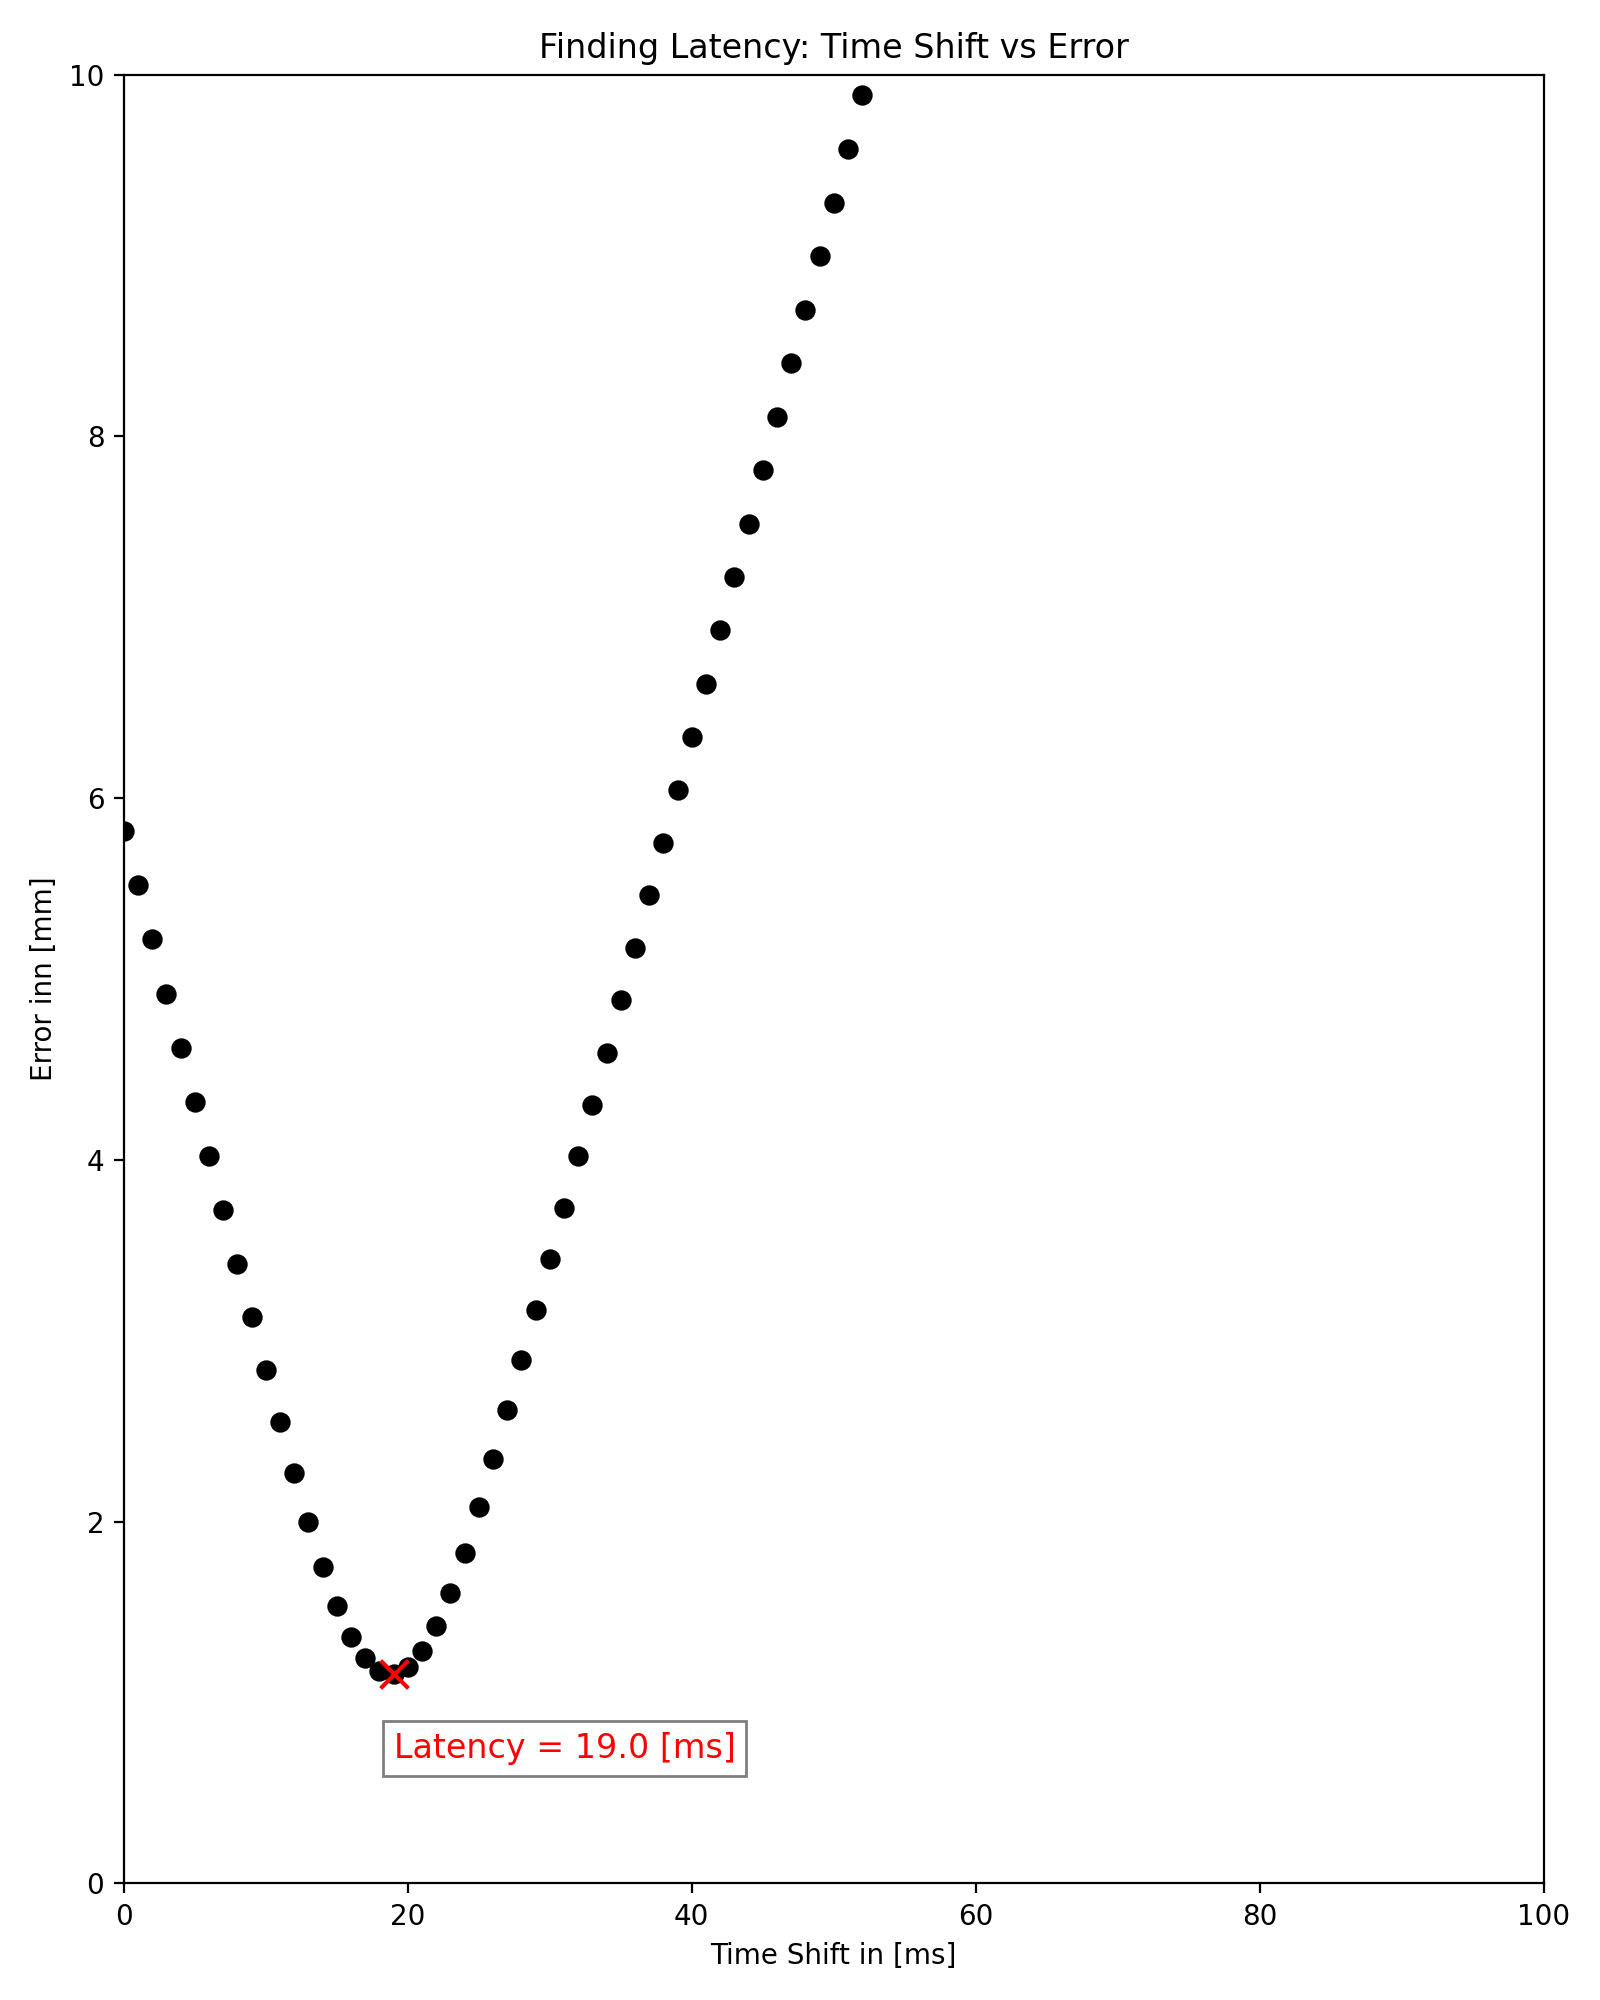 Finding Latency: Time Shift vs Error
10
8
6
4
2
0
Error inn [mm]
Latency = 19.0 [ms]
0 20 40 60 80 100
Time Shift in [ms]